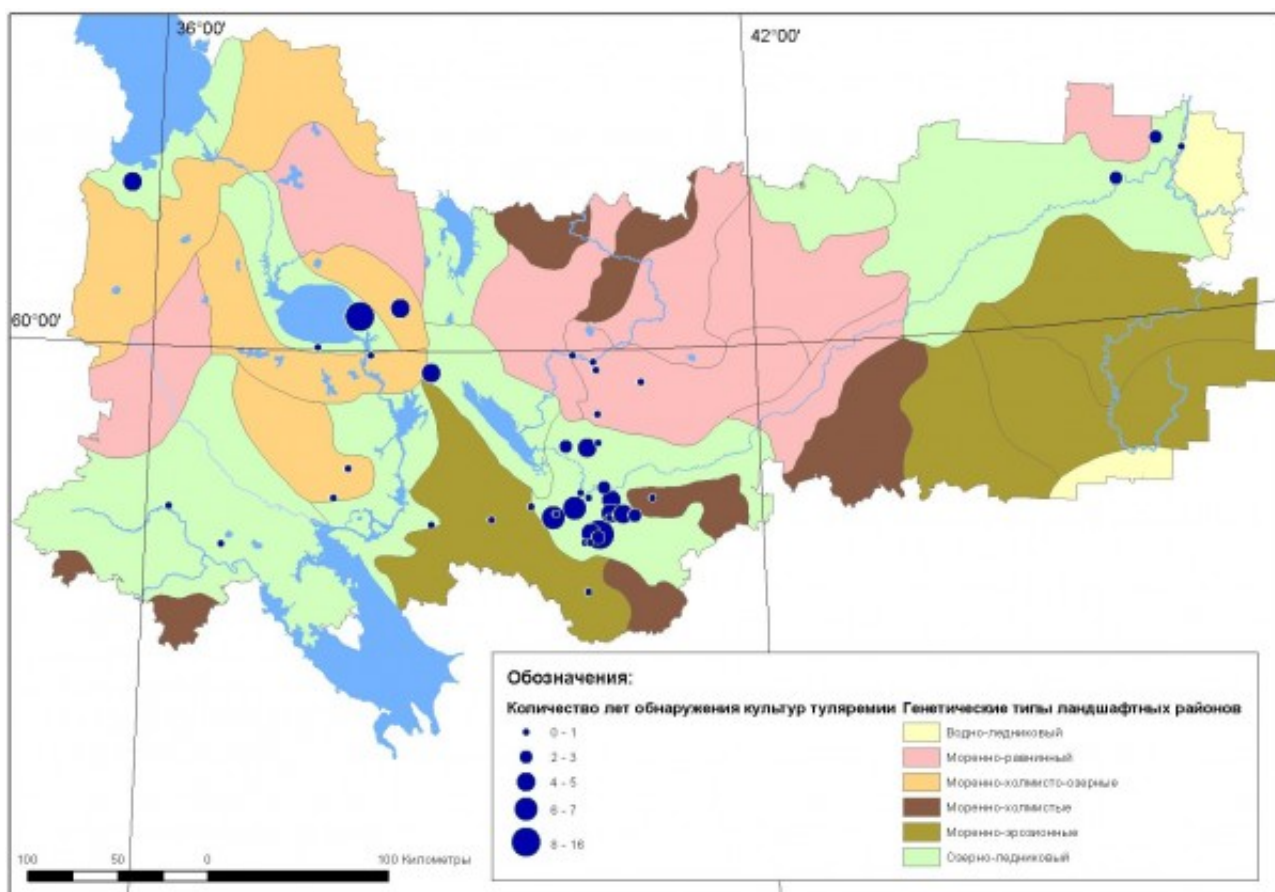 36°00'
42°00'
60°00'
Обозначения:
Количество лет обнаружения культур туляремии
0 - 1
2 - 3
4 - 5
6 - 7
8 - 16
Генетические типы ландшафтных районов
Водно-ледниковый
Моренно-равнинный
Моренно-холмисто-озерные
Моренно-холмистые
Моренно-эрозионные
Озерно-ледниковый
100 50 0 100 Километры